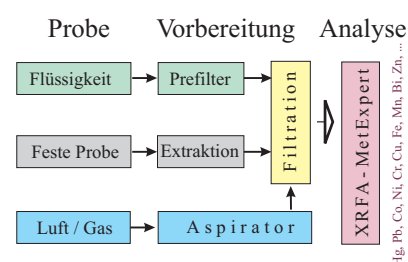 Probe Vorbereitung Analyse
Flüssigkeit Prefilter
Feste Probe Extraktion
Luft / Gas Aspirator
Filtration
XRFA-MetExpert
Hg, Pb, Co, Ni, Cr, Cu, Fe, Mn, Bi, Zn, ...